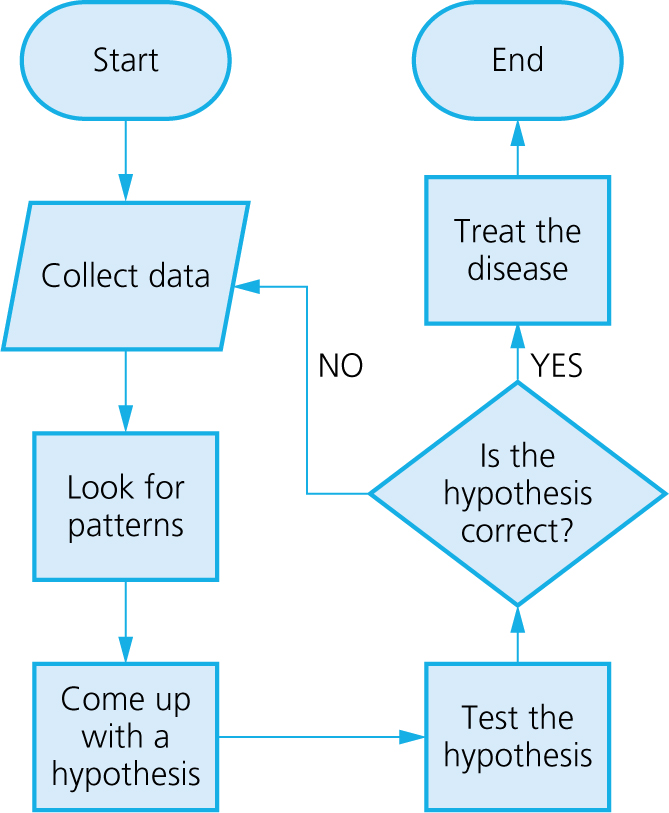 Start
Collect data
Look for
patterns
Come up
with a
hypothesis
Test the
hypothesis
Is the
hypothesis
correct?
NO
YES
Treat the
disease
End